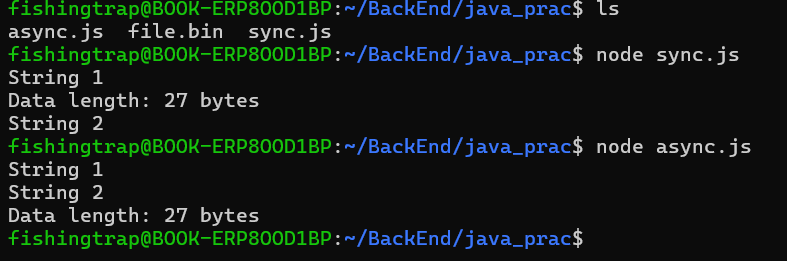 fishingtrap@BOOK-ERP8OOD1BP:~/BackEnd/java_prac$ ls
async.js  file.bin  sync.js
fishingtrap@BOOK-ERP8OOD1BP:~/BackEnd/java_prac$ node sync.js
String 1
Data length: 27 bytes
String 2
fishingtrap@BOOK-ERP8OOD1BP:~/BackEnd/java_prac$ node async.js
String 1
String 2
Data length: 27 bytes
fishingtrap@BOOK-ERP8OOD1BP:~/BackEnd/java_prac$